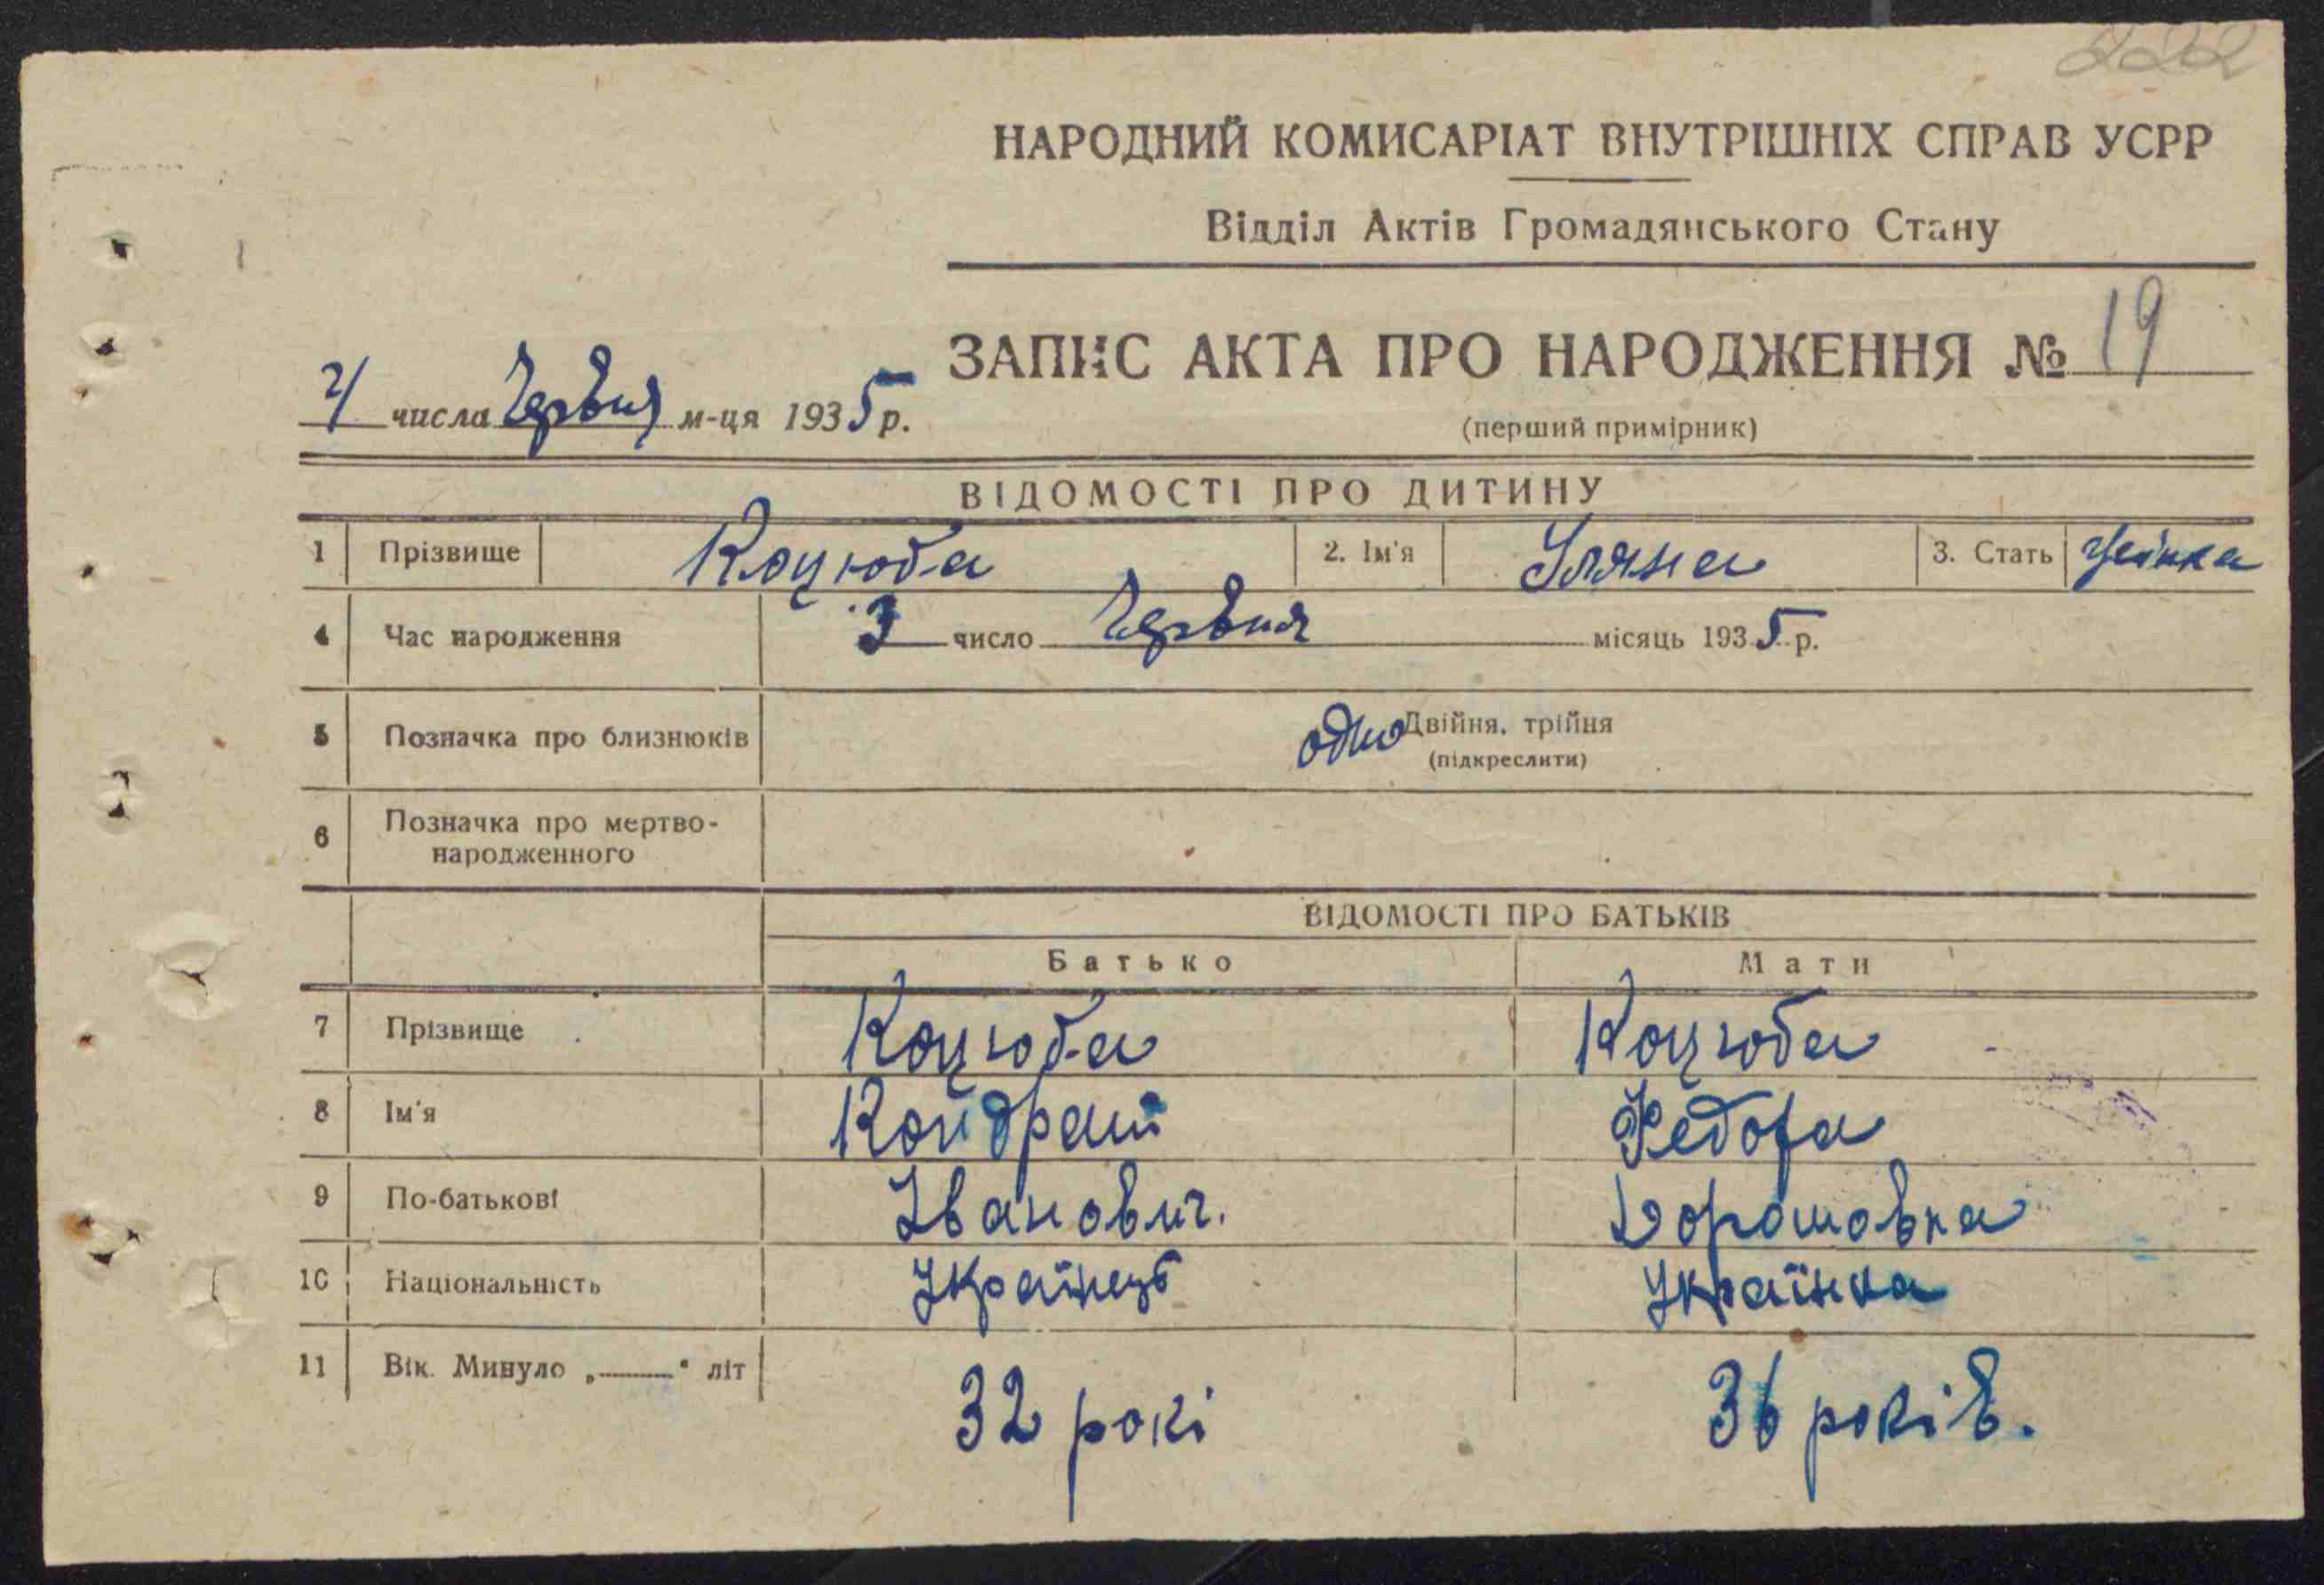 222
НАРОДНИЙ КОМИСАРІАТ ВНУТРІШНІХ СПРАВ УСРР
Відділ Актів Громадянського Стану
ЗАПИС АКТА ПРО НАРОДЖЕННЯ № 19
числа Червня м-ця 1935 р.
(перший примірник)
ВІДОМОСТІ ПРО ДИТИНУ
1 Прізвище Коцюба 2. Ім'я Уляна 3. Стать
4 Час народження 3 число Червня місяць 1935 р.
5 Позначка про близнюків одно Двійня, трійня
(підкреслити)
6 Позначка про мертво-
народженного
ВІДОМОСТІ ПРО БАТЬКІВ
Батько Мати
7 Прізвище Коцюба Коцюба
8 Ім'я Кондрат Федора
9 По-батькові Іванович. Дорошовна
10 Національність Українець Українка
11 Вік. Минуло „——“ літ 32 рокі 36 років.